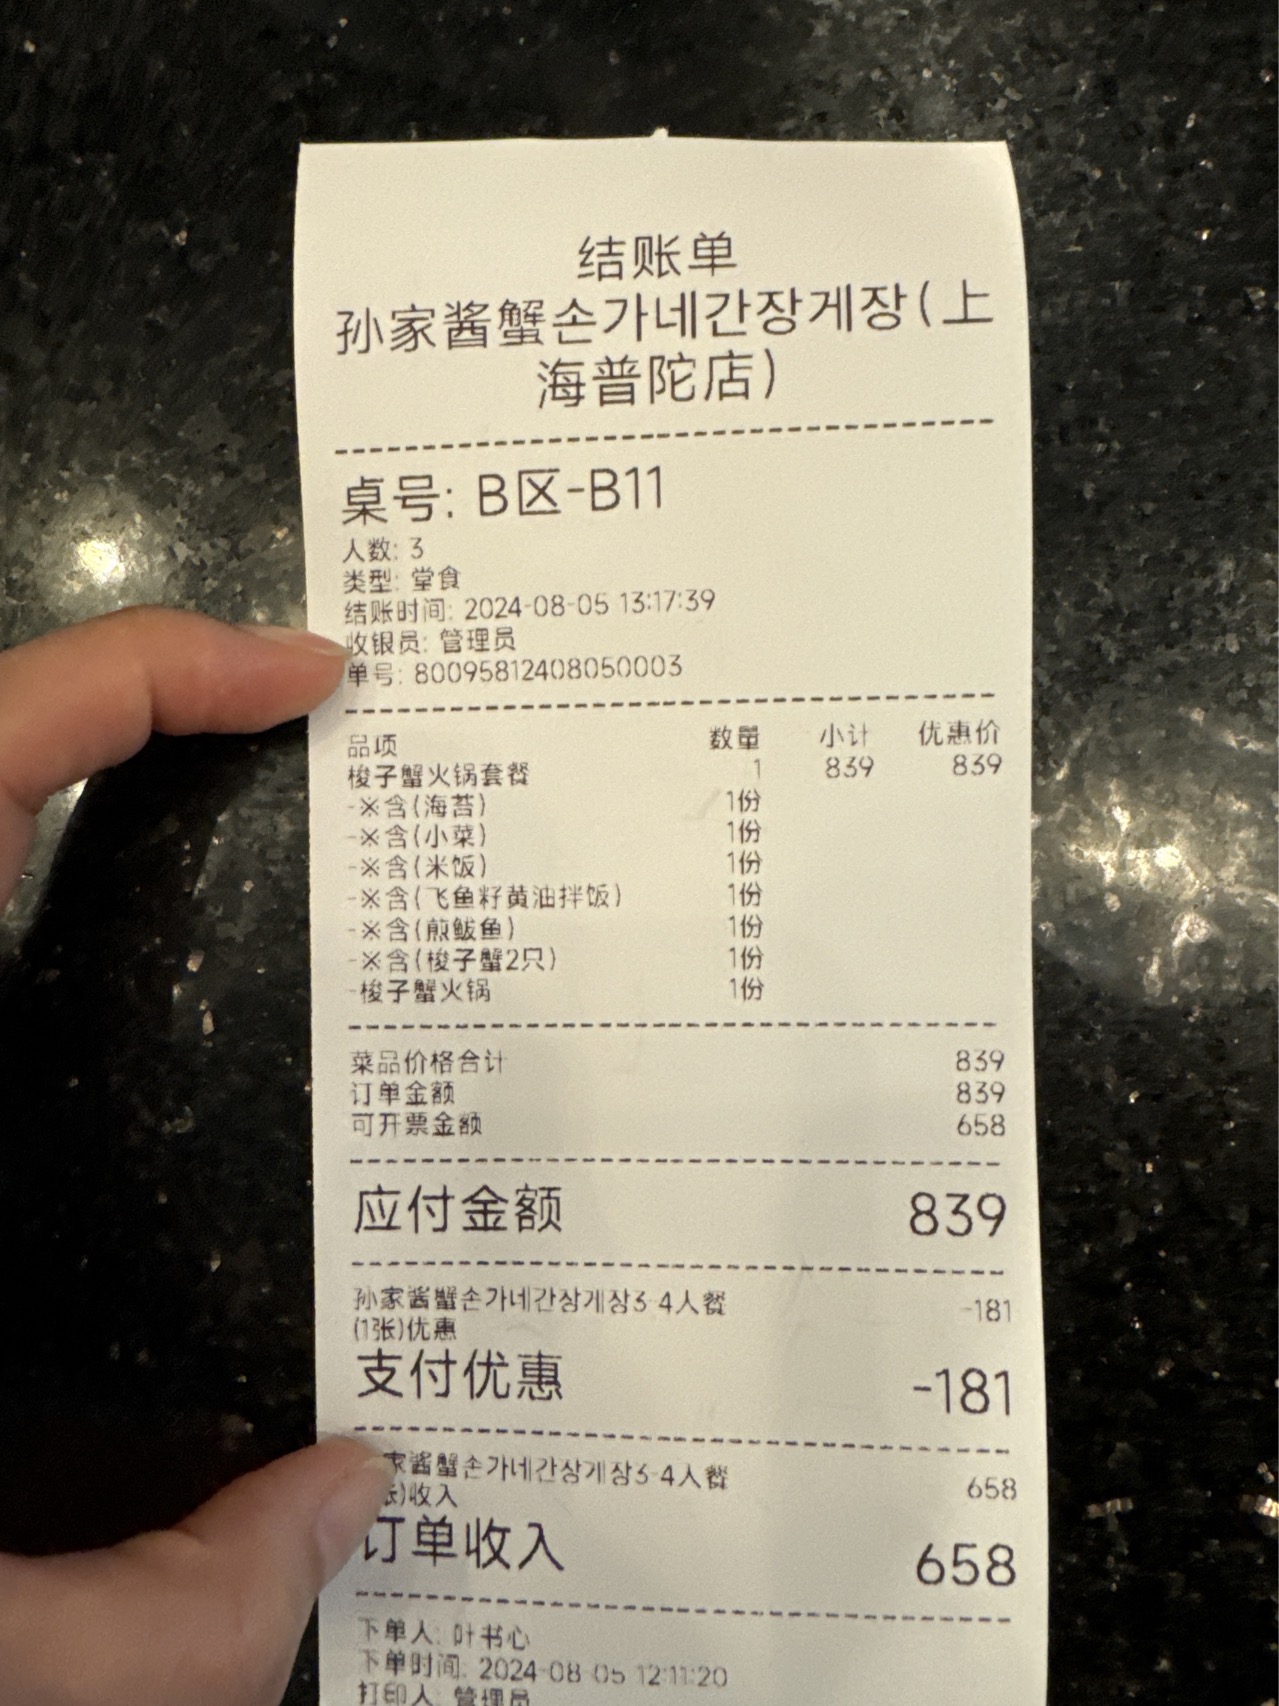 结账单
孙家酱蟹손가네간장게장(上
海普陀店)
桌号: B区-B11
人数: 3
类型: 堂食
结账时间: 2024-08-05 13:17:39
收银员: 管理员
单号: 80095812408050003
品项 数量 小计 优惠价
梭子蟹火锅套餐 1 839 839
-※含(海苔) 1份
-※含(小菜) 1份
-※含(米饭) 1份
-※含(飞鱼籽黄油拌饭) 1份
-※含(煎鲅鱼) 1份
-※含(梭子蟹2只) 1份
-梭子蟹火锅 1份
菜品价格合计 839
订单金额 839
可开票金额 658
应付金额 839
孙家酱蟹손가네간장게장3-4人餐 -181
(1张)优惠
支付优惠 -181
家酱蟹손가네간장게장3-4人餐 658
张)收入
订单收入 658
下单人: 叶书心
下单时间: 2024-08-05 12:11:20
打印人: 管理员